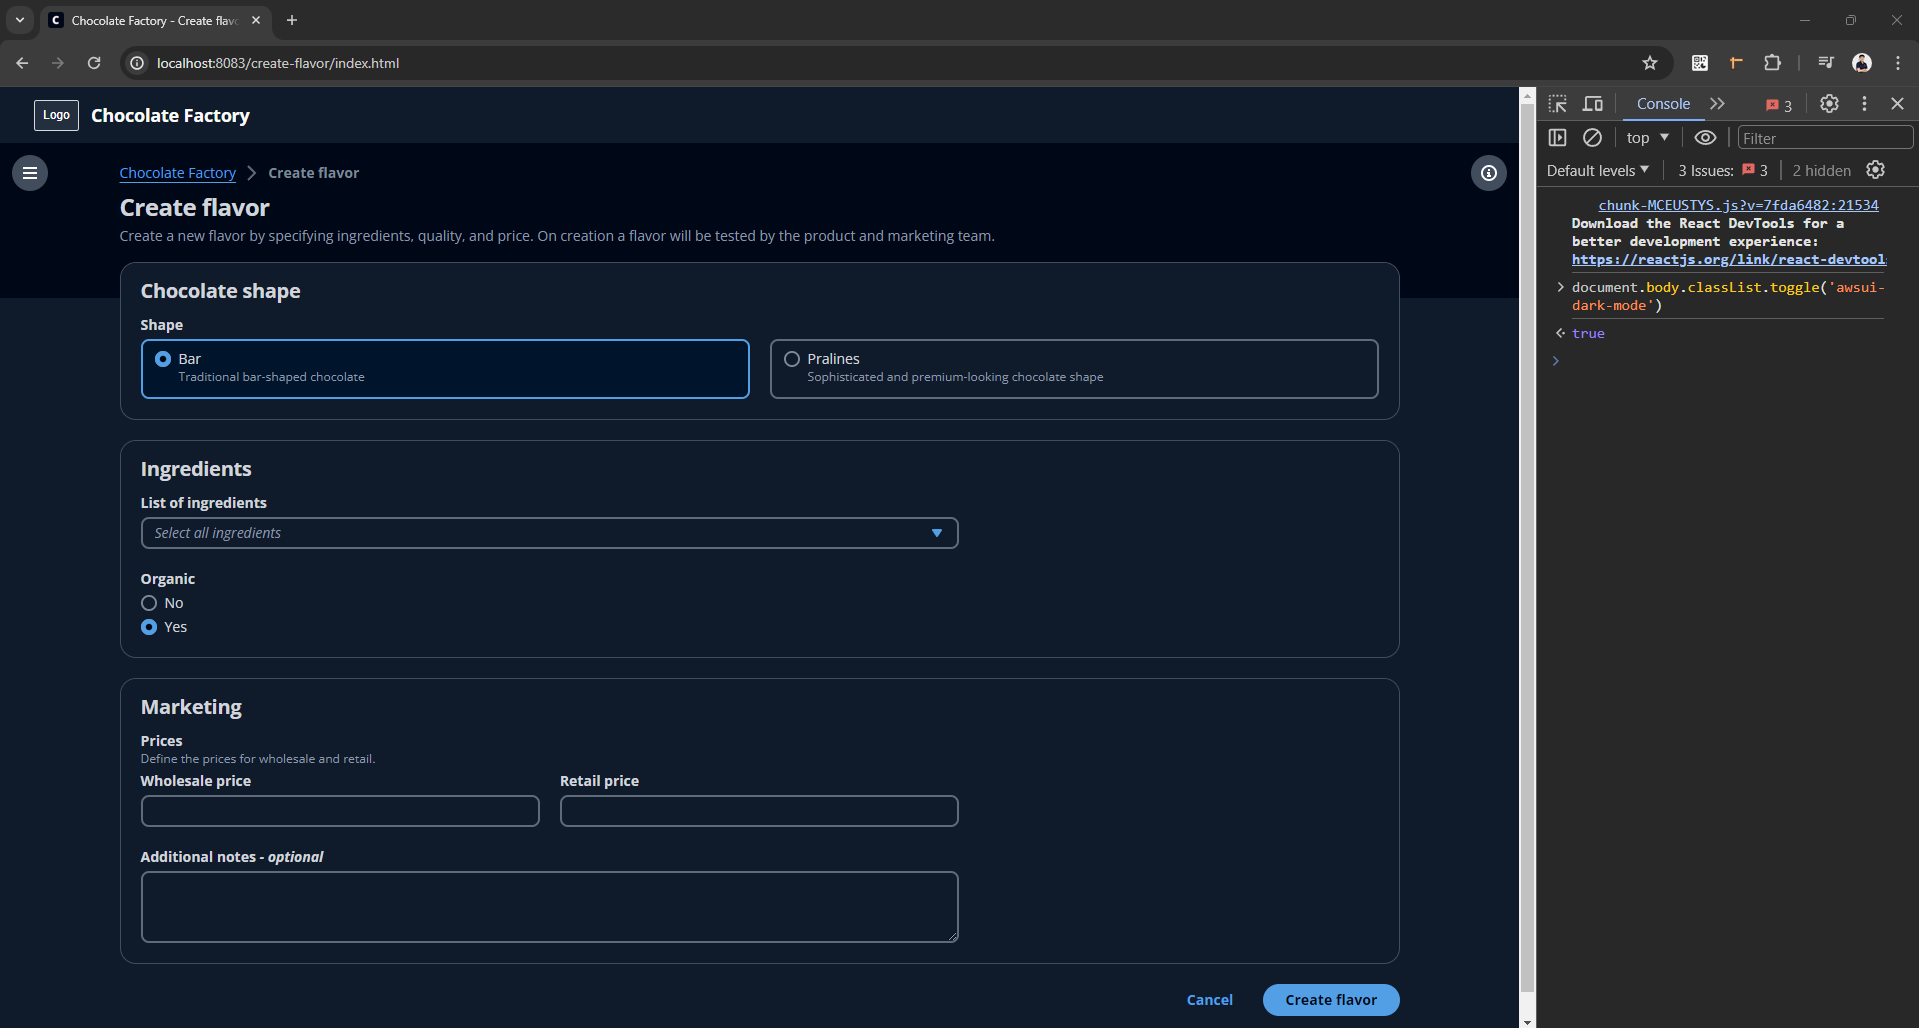 Chocolate Factory - Create flav
localhost:8083/create-flavor/index.html
Logo
Chocolate Factory
Chocolate Factory > Create flavor
Create flavor
Create a new flavor by specifying ingredients, quality, and price. On creation a flavor will be tested by the product and marketing team.
Chocolate shape
Shape
Bar
Traditional bar-shaped chocolate
Pralines
Sophisticated and premium-looking chocolate shape
Ingredients
List of ingredients
Select all ingredients
Organic
No
Yes
Marketing
Prices
Define the prices for wholesale and retail.
Wholesale price
Retail price
Additional notes - optional
Cancel
Create flavor
Console
3
top
Filter
Default levels
3 Issues: 3
2 hidden
chunk-MCEUSTYS.js?v=7fda6482:21534
Download the React DevTools for a
better development experience:
https://reactjs.org/link/react-devtools
document.body.classList.toggle('awsui-
dark-mode')
true